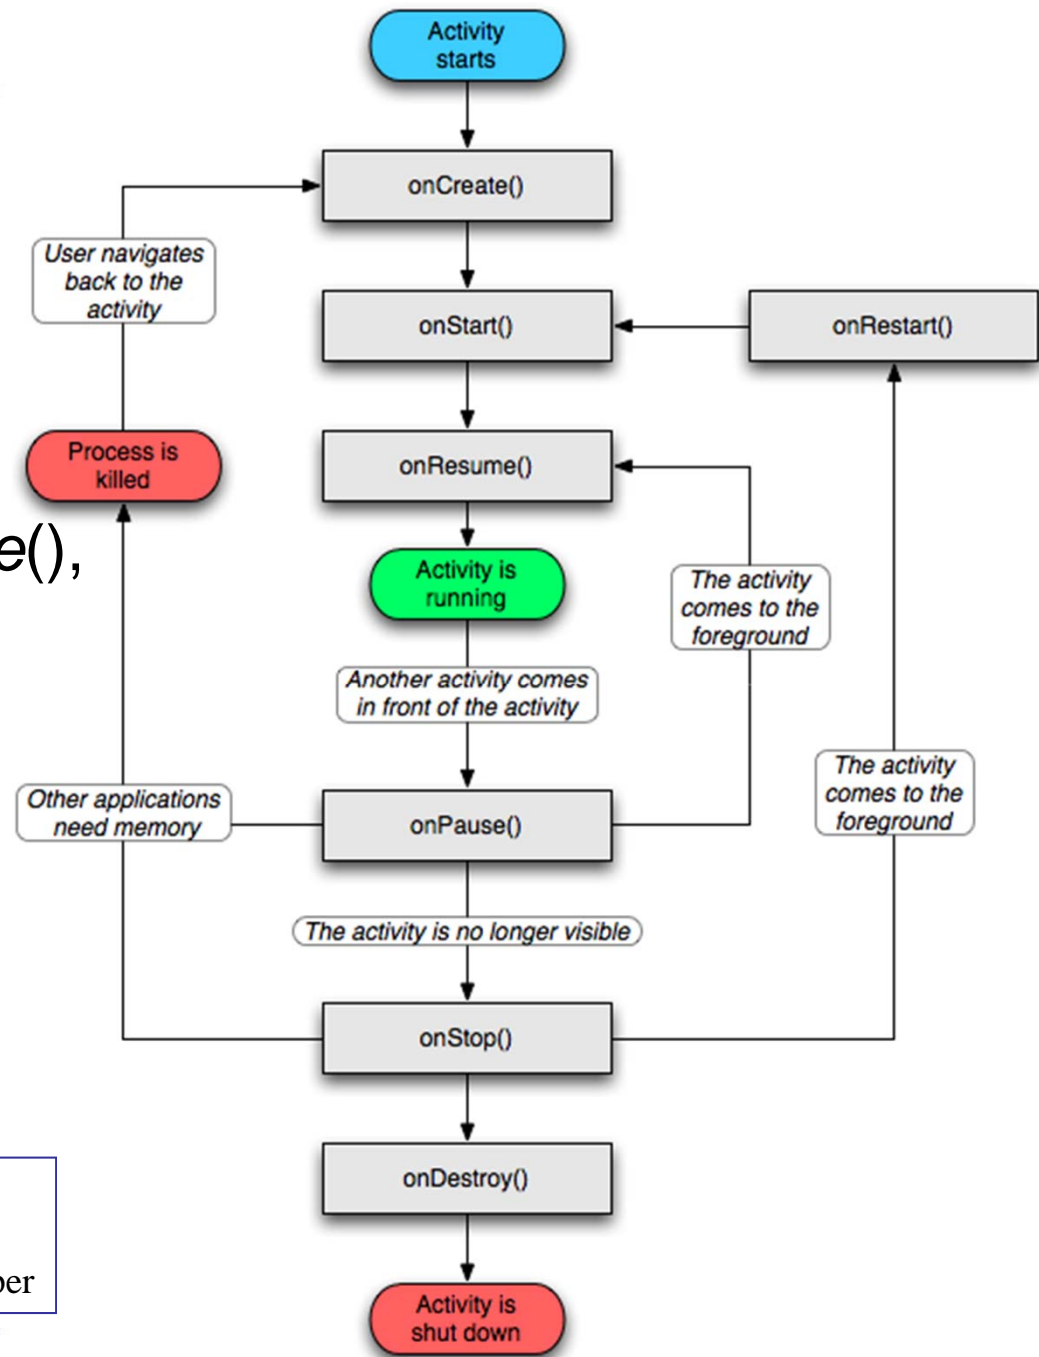 Activity
starts
onCreate()
User navigates
back to the
activity
onStart()
onRestart()
Process is
killed
onResume()
e(),
Activity is
running
The activity
comes to the
foreground
Another activity comes
in front of the activity
The activity
comes to the
foreground
Other applications
need memory
onPause()
The activity is no longer visible
onStop()
onDestroy()
ber
Activity is
shut down